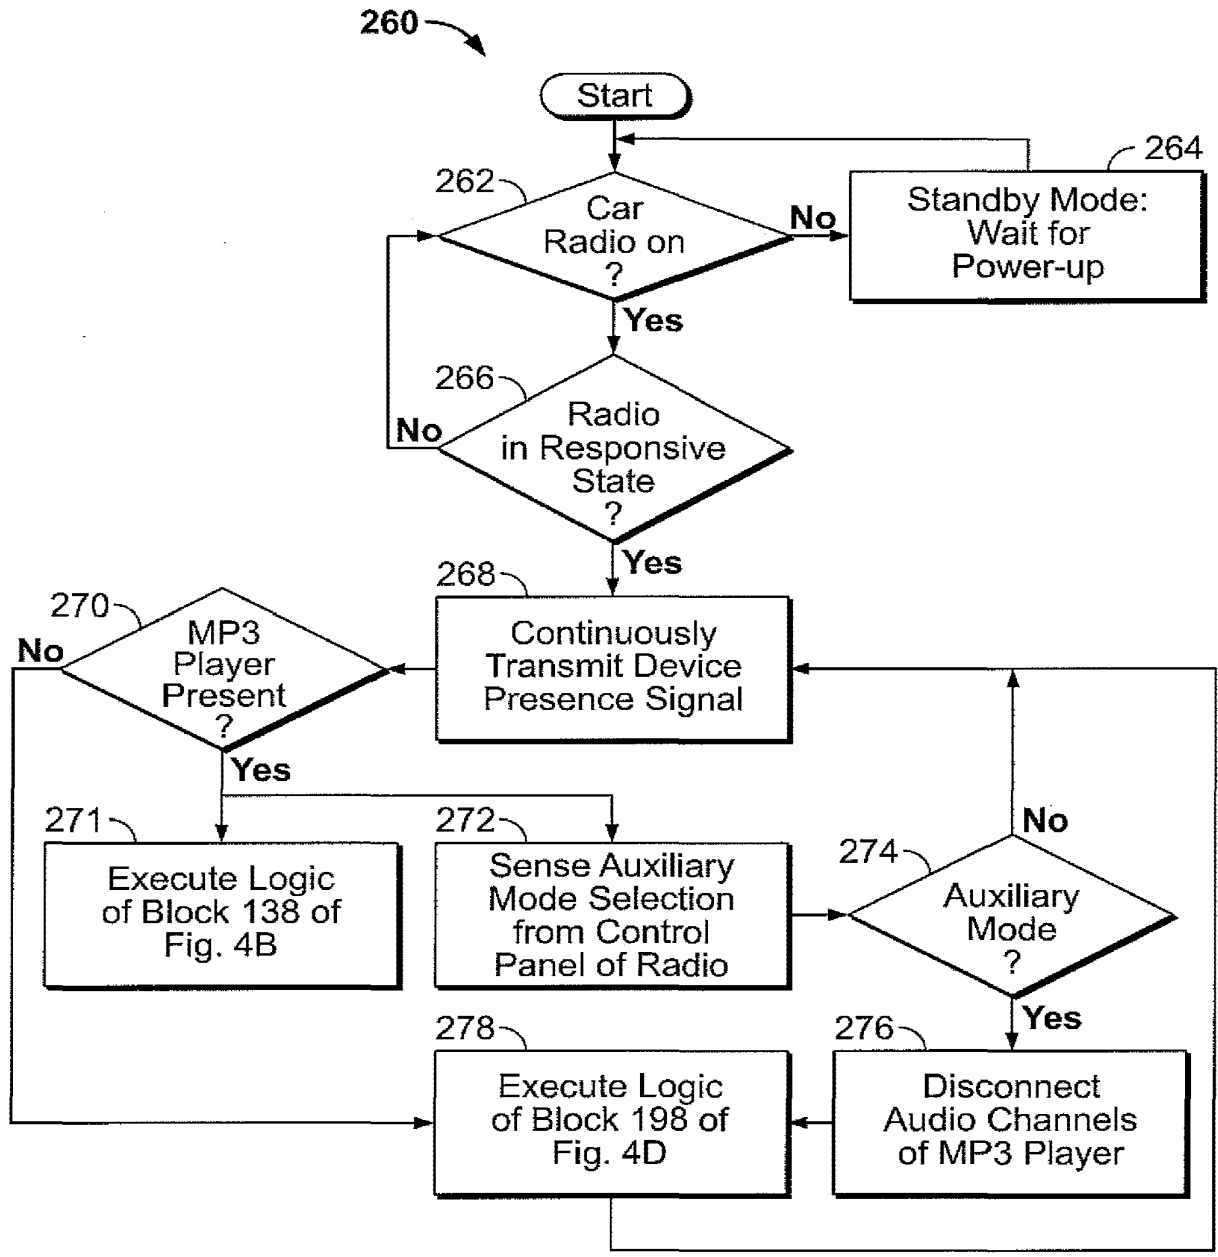 260
Start
264
262
Car
Radio on
?
No
Standby Mode:
Wait for
Power-up
Yes
266
Radio
in Responsive
State
?
No
Yes
268
Continuously
Transmit Device
Presence Signal
270
MP3
Player
Present
?
No
Yes
271
Execute Logic
of Block 138 of
Fig. 4B
272
Sense Auxiliary
Mode Selection
from Control
Panel of Radio
274
Auxiliary
Mode
?
No
Yes
278
Execute Logic
of Block 198 of
Fig. 4D
276
Disconnect
Audio Channels
of MP3 Player